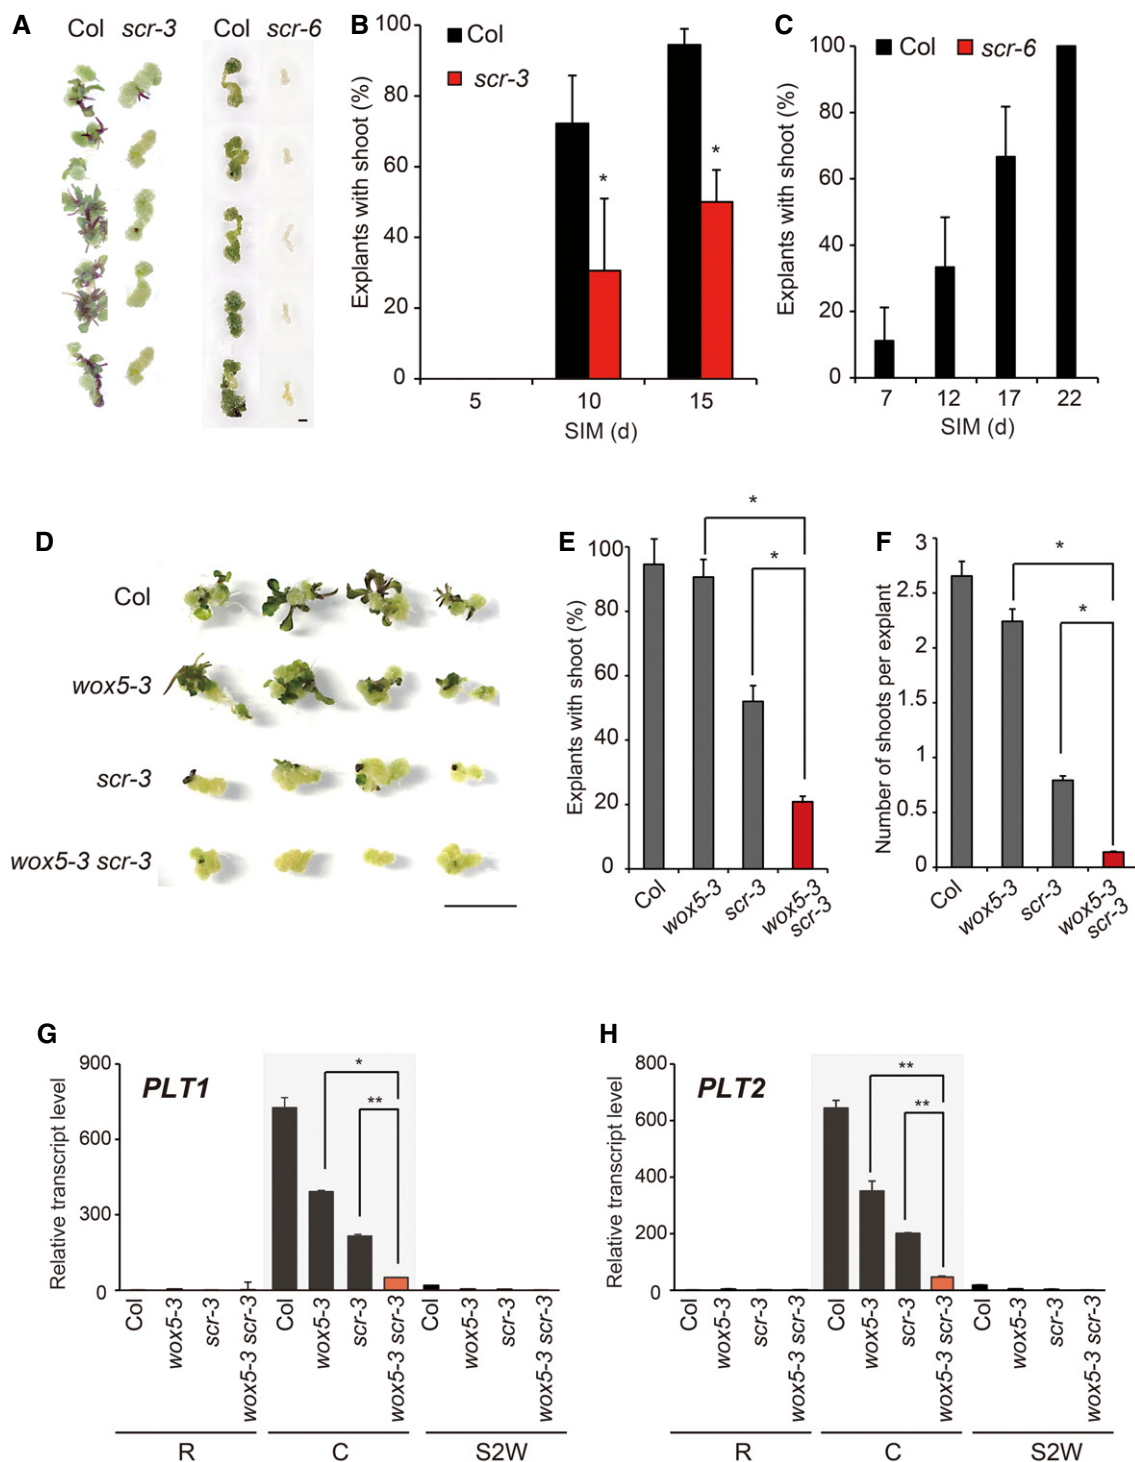 A
Col scr-3 Col scr-6
B
Explants with shoot (%)
100
80
60
40
20
0
Col
scr-3
*
*
5 10 15
SIM (d)
C
Explants with shoot (%)
100
80
60
40
20
0
Col scr-6
7 12 17 22
SIM (d)
D
Col
wox5-3
scr-3
wox5-3 scr-3
E
Explants with shoot (%)
100
80
60
40
20
0
*
*
Col
wox5-3
scr-3
wox5-3
scr-3
F
Number of shoots per explant
3
2.5
2
1.5
1
0.5
0
*
*
Col
wox5-3
scr-3
wox5-3
scr-3
G
PLT1
Relative transcript level
900
600
300
0
*
**
Col
wox5-3
scr-3
wox5-3 scr-3
Col
wox5-3
scr-3
wox5-3 scr-3
Col
wox5-3
scr-3
wox5-3 scr-3
R C S2W
H
PLT2
Relative transcript level
800
600
400
200
0
**
**
Col
wox5-3
scr-3
wox5-3 scr-3
Col
wox5-3
scr-3
wox5-3 scr-3
Col
wox5-3
scr-3
wox5-3 scr-3
R C S2W